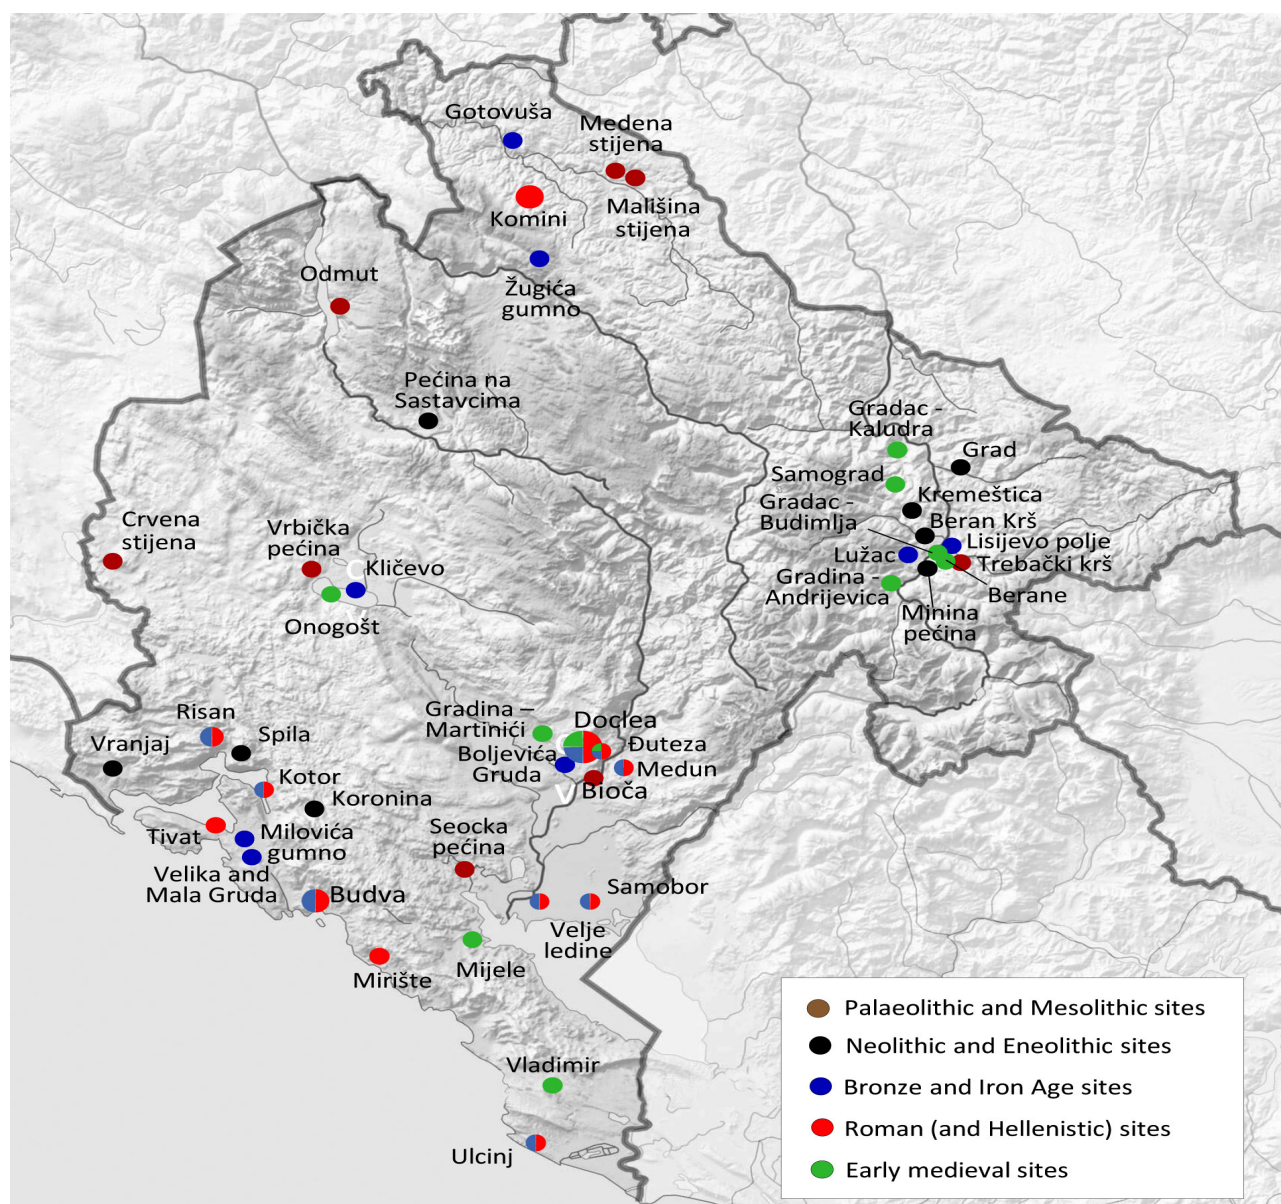 Gotovuša
Medena
stijena
Komini
Mališina
stijena
Odmut
Žugića
gumno
Pećina na
Sastavcima
Gradac -
Kaludra
Grad
Samograd
Kremeštica
Gradac -
Budimlja
Beran Krš
Crvena
stijena
Vrbička
pećina
Kličevo
Lužac
Lisijevo polje
Trebački krš
Gradina -
Andrijevica
Berane
Onogošt
Minina
pećina
Risan
Spila
Vranjaj
Gradina –
Martinići
Doclea
Đuteza
Boljevića
Gruda
Medun
Bioča
Kotor
Koronina
Tivat
Milovića
gumno
Seocka
pećina
Velika and
Mala Gruda
Budva
Samobor
Velje
ledine
Mirište
Mijele
Vladimir
Ulcinj
Palaeolithic and Mesolithic sites
Neolithic and Eneolithic sites
Bronze and Iron Age sites
Roman (and Hellenistic) sites
Early medieval sites